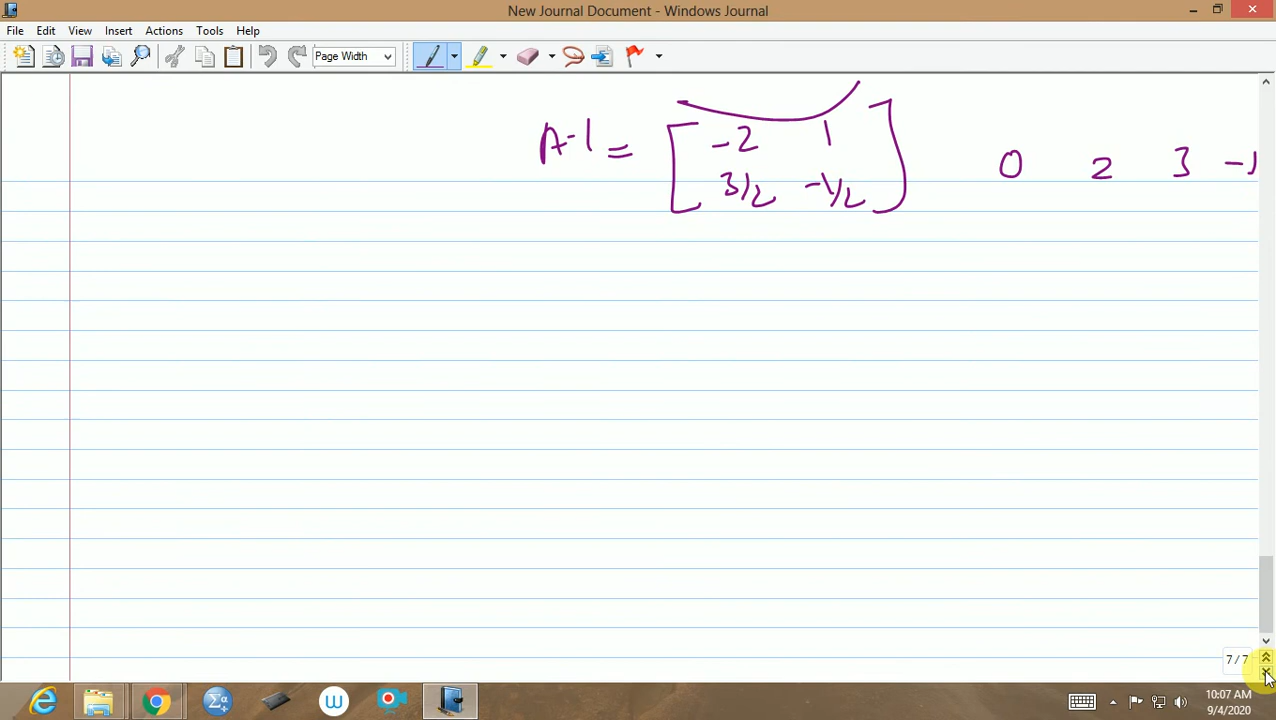 New Journal Document - Windows Journal
File Edit View Insert Actions Tools Help
Page Width
A-1 = [ -2 1
3/2 -1/2 ]
0 2 3 -1
7 / 7
10:07 AM
9/4/2020